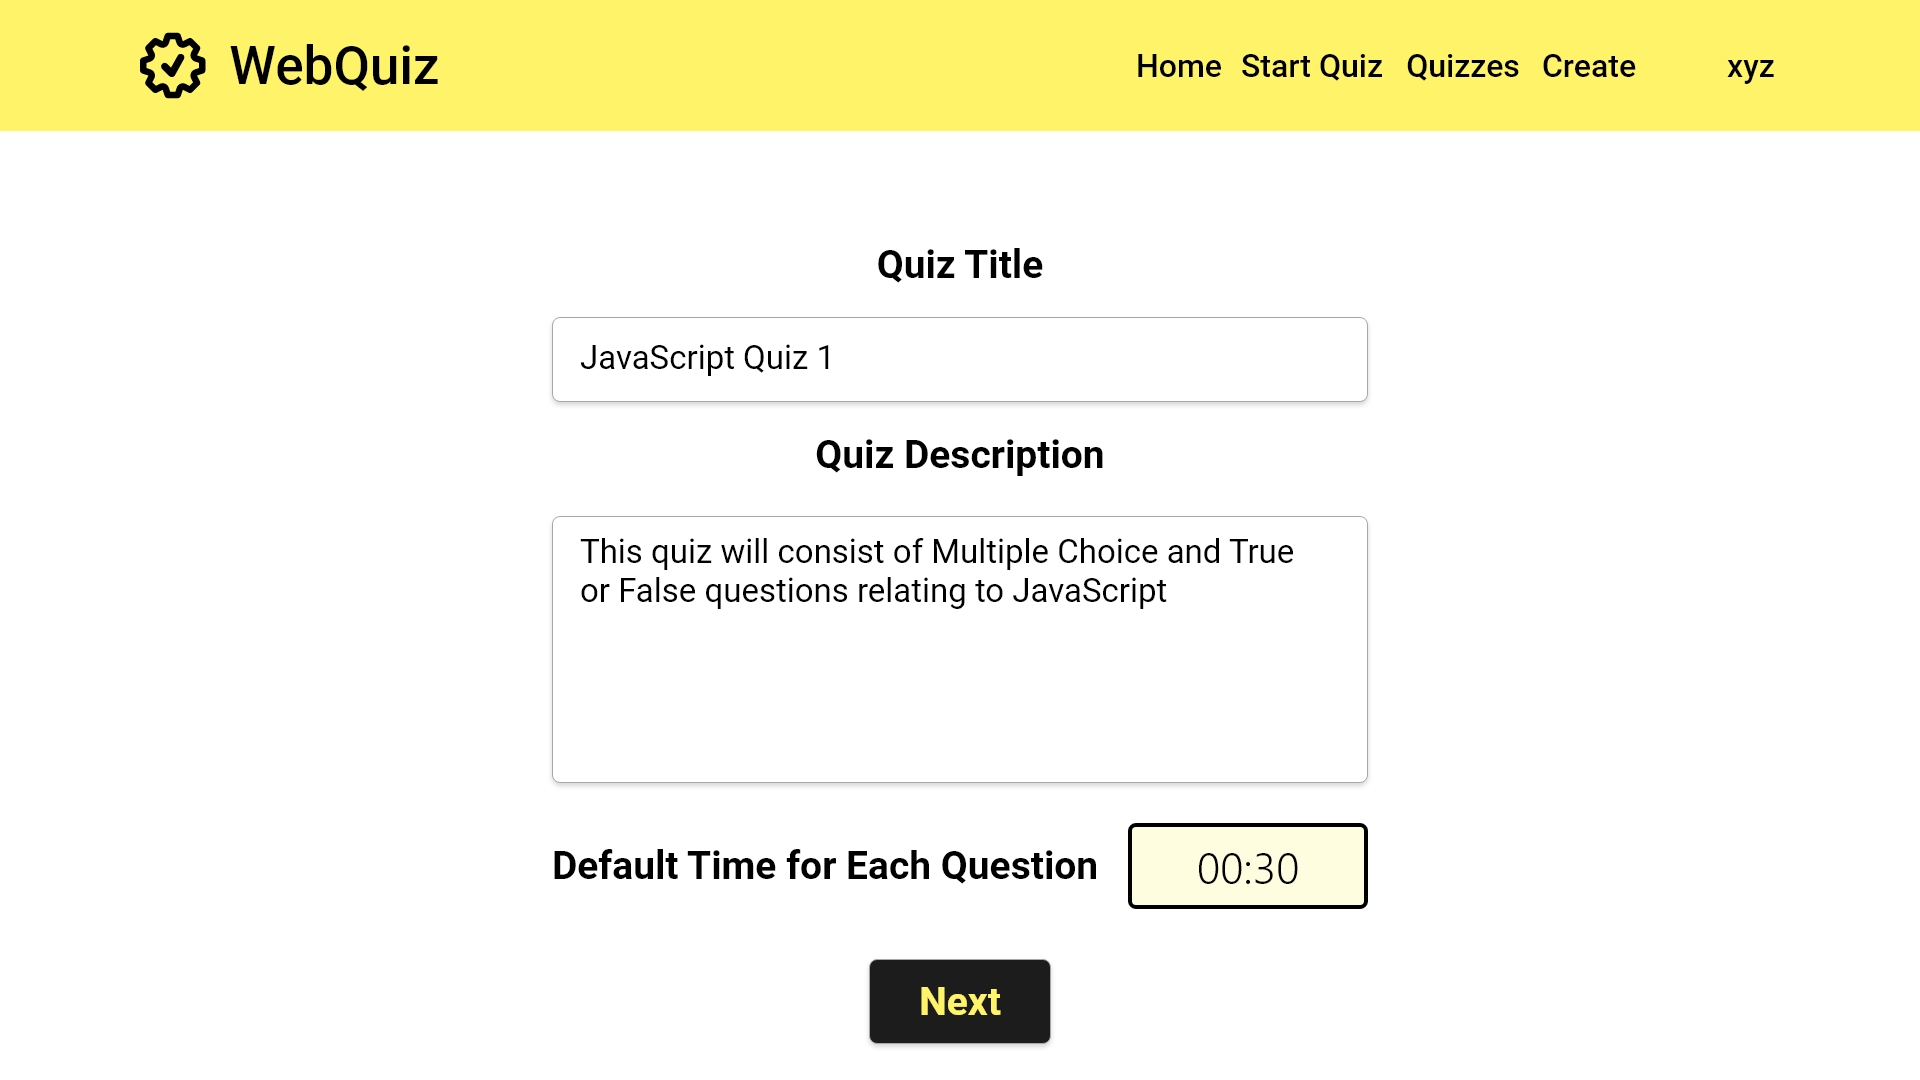 WebQuiz
Home Start Quiz Quizzes Create xyz
Quiz Title
JavaScript Quiz 1
Quiz Description
This quiz will consist of Multiple Choice and True
or False questions relating to JavaScript
Default Time for Each Question 00:30
Next